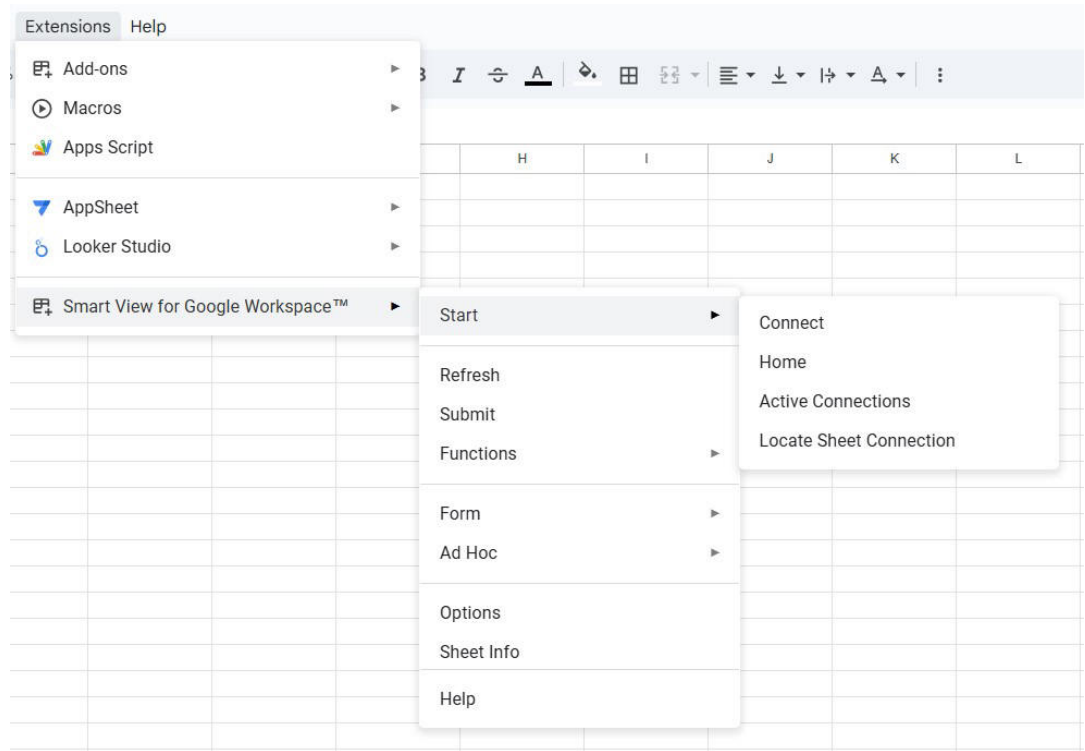 Extensions Help
Add-ons
Macros
Apps Script
AppSheet
Looker Studio
Smart View for Google Workspace™
I A A
H I J K L
Start
Refresh
Submit
Functions
Form
Ad Hoc
Options
Sheet Info
Help
Connect
Home
Active Connections
Locate Sheet Connection